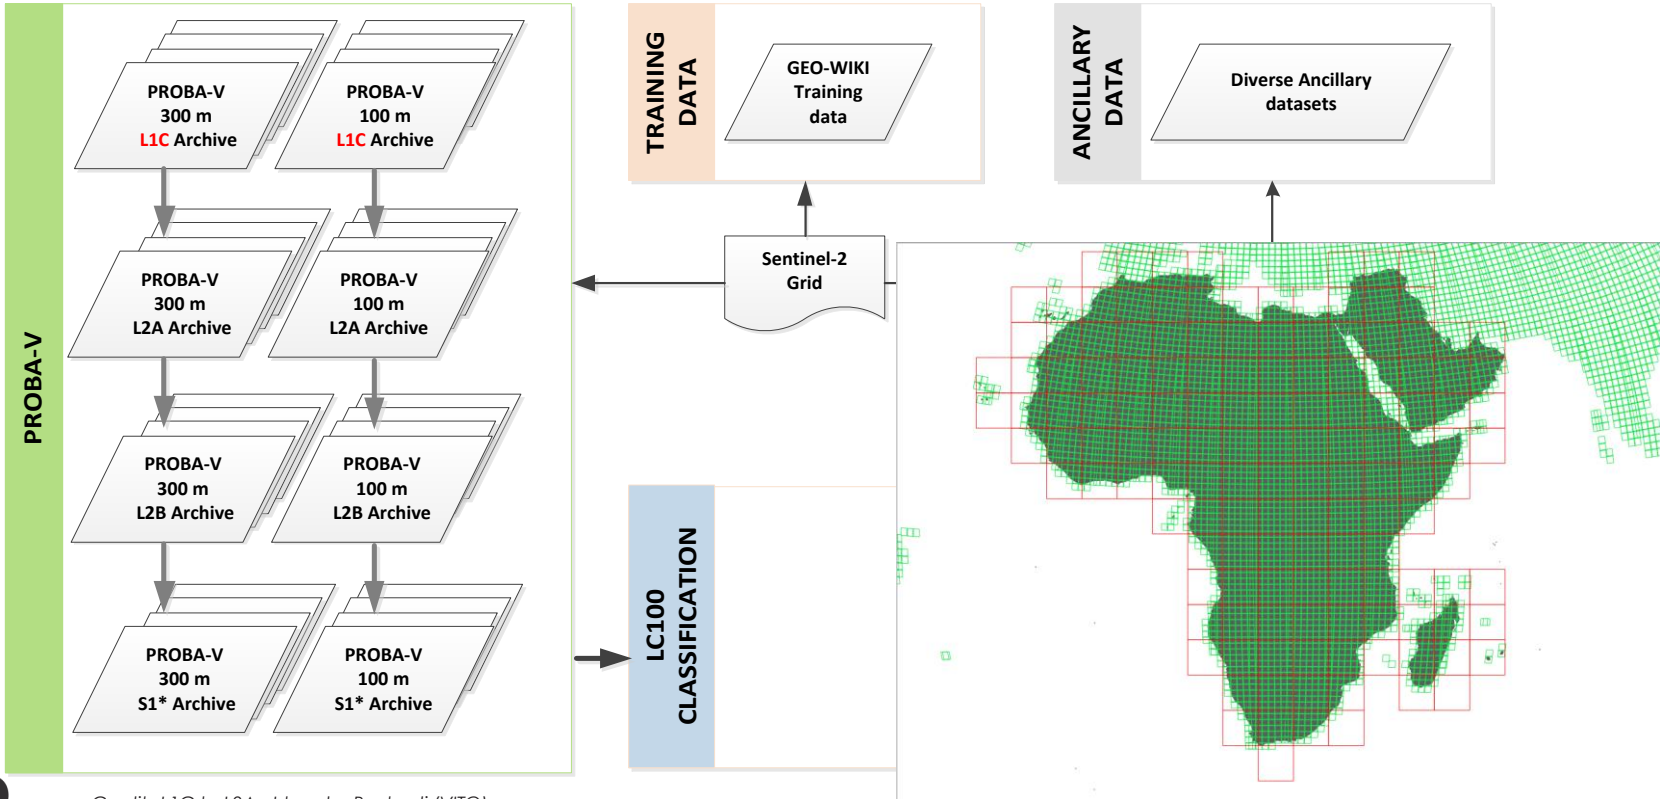 PROBA-V
PROBA-V
300 m
L1C Archive
PROBA-V
100 m
L1C Archive
PROBA-V
300 m
L2A Archive
PROBA-V
100 m
L2A Archive
PROBA-V
300 m
L2B Archive
PROBA-V
100 m
L2B Archive
PROBA-V
300 m
S1* Archive
PROBA-V
100 m
S1* Archive
TRAINING
DATA
GEO-WIKI
Training
data
ANCILLARY
DATA
Diverse Ancillary
datasets
Sentinel-2
Grid
LC100
CLASSIFICATION